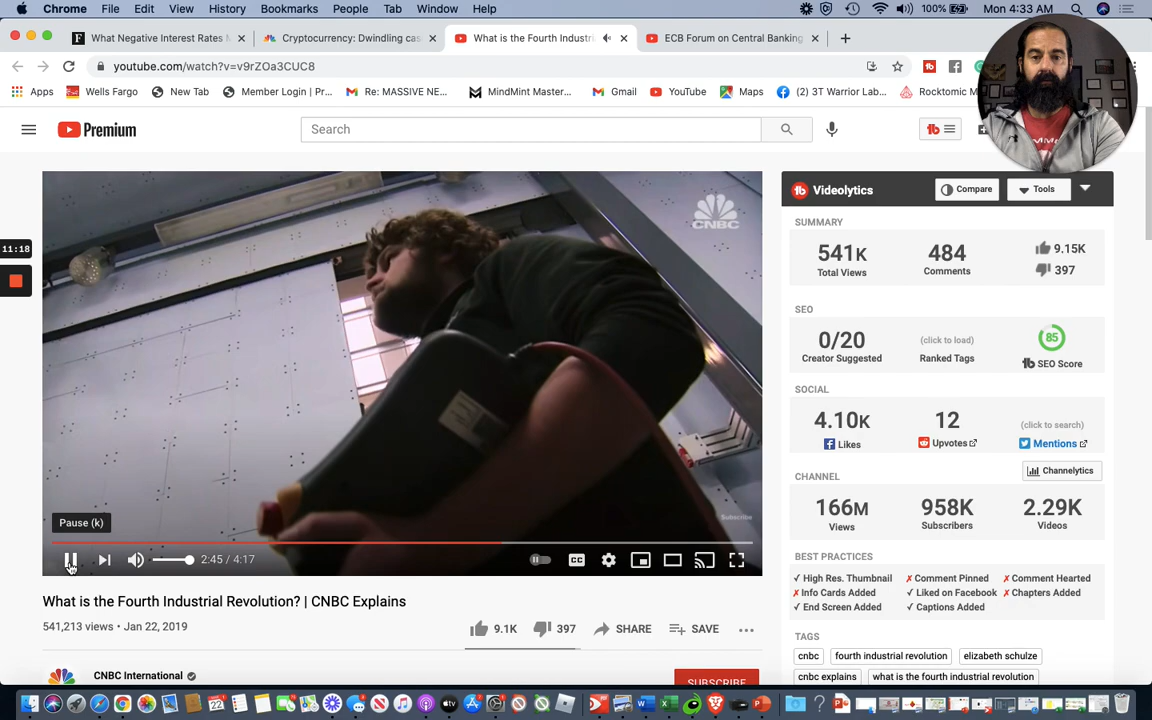 Chrome File Edit View History Bookmarks People Tab Window Help 100% Mon 4:33 AM
What Negative Interest Rates M
Cryptocurrency: Dwindling cas
What is the Fourth Industri
ECB Forum on Central Banking
youtube.com/watch?v=v9rZOa3CUC8
Apps Wells Fargo New Tab Member Login | Pr... Re: MASSIVE NE... MindMint Master... Gmail YouTube Maps (2) 3T Warrior Lab... Rocktomic M
Premium
Search
CNBC
11:18
Pause (k)
Subscribe
2:45 / 4:17
CC
What is the Fourth Industrial Revolution? | CNBC Explains
541,213 views • Jan 22, 2019
9.1K 397 SHARE SAVE
CNBC International
SUBSCRIBE
Videolytics Compare Tools
SUMMARY
541K 484 9.15K
Total Views Comments 397
SEO
0/20 (click to load) 85
Creator Suggested Ranked Tags SEO Score
SOCIAL
4.10K 12 (click to search)
Likes Upvotes Mentions
CHANNEL Channelytics
166M 958K 2.29K
Views Subscribers Videos
BEST PRACTICES
✓ High Res. Thumbnail ✗ Comment Pinned ✗ Comment Hearted
✗ Info Cards Added ✓ Liked on Facebook ✗ Chapters Added
✓ End Screen Added ✓ Captions Added
TAGS
cnbc fourth industrial revolution elizabeth schulze
cnbc explains what is the fourth industrial revolution